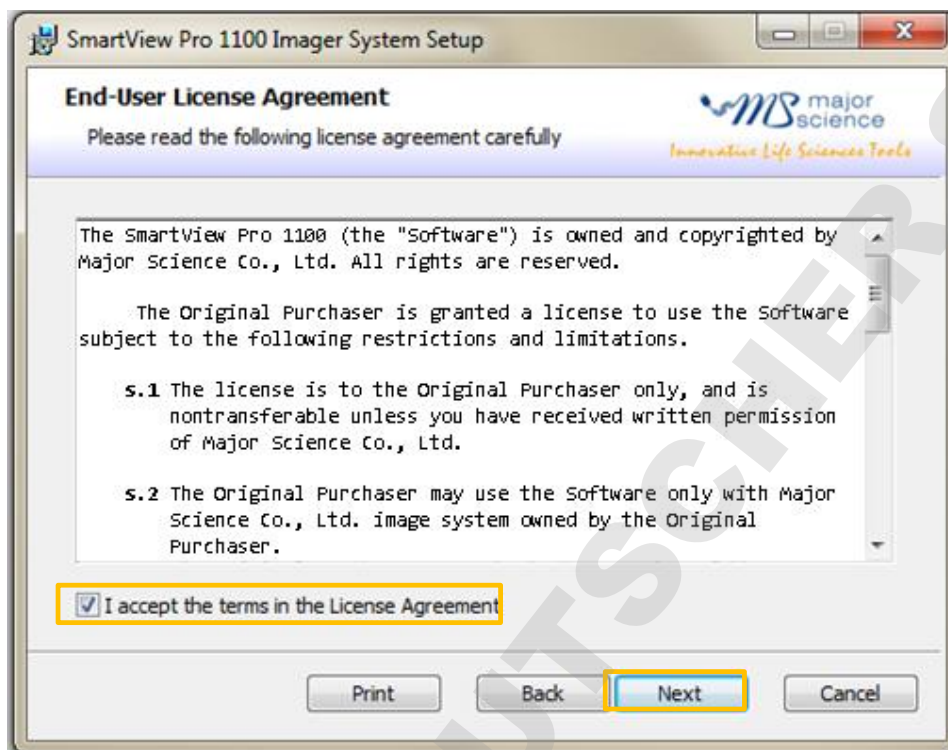 SmartView Pro 1100 Imager System Setup
End-User License Agreement
Please read the following license agreement carefully
MS major science
Innovative Life Sciences Tools
The SmartView Pro 1100 (the "Software") is owned and copyrighted by
Major Science Co., Ltd. All rights are reserved.
The Original Purchaser is granted a license to use the Software
subject to the following restrictions and limitations.
s.1 The license is to the Original Purchaser only, and is
nontransferable unless you have received written permission
of Major Science Co., Ltd.
s.2 The Original Purchaser may use the Software only with Major
Science Co., Ltd. image system owned by the Original
Purchaser.
I accept the terms in the License Agreement
Print Back Next Cancel
UTSCHER